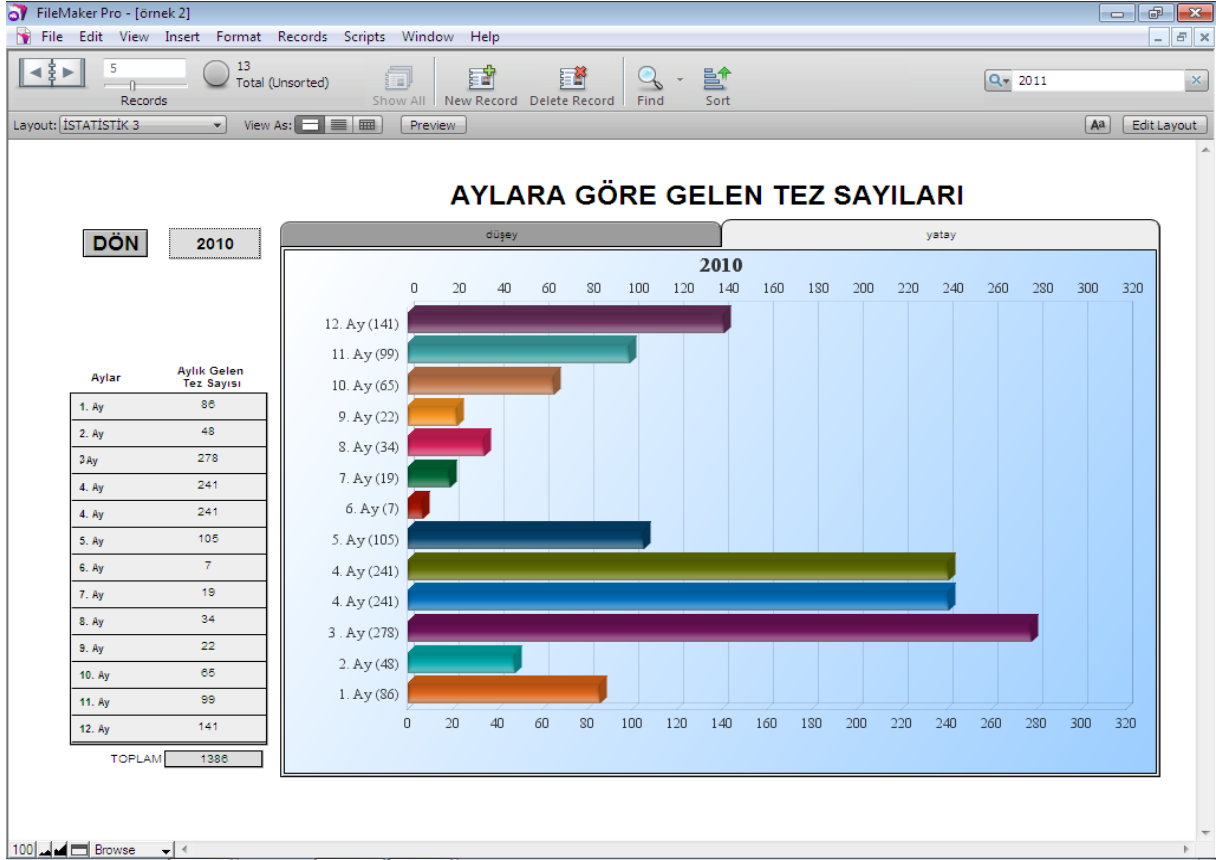 FileMaker Pro - [örnek 2]
File Edit View Insert Format Records Scripts Window Help
5
Records
13
Total (Unsorted)
Show All
New Record
Delete Record
Find
Sort
2011
Layout: İSTATİSTİK 3
View As:
Preview
Aa
Edit Layout
AYLARA GÖRE GELEN TEZ SAYILARI
DÖN
2010
düşey
yatay
Aylar
Aylık Gelen
Tez Sayısı
1. Ay 86
2. Ay 48
3Ay 278
4. Ay 241
4. Ay 241
5. Ay 105
6. Ay 7
7. Ay 19
8. Ay 34
9. Ay 22
10. Ay 65
11. Ay 99
12. Ay 141
TOPLAM 1386
2010
0 20 40 60 80 100 120 140 160 180 200 220 240 260 280 300 320
12. Ay (141)
11. Ay (99)
10. Ay (65)
9. Ay (22)
8. Ay (34)
7. Ay (19)
6. Ay (7)
5. Ay (105)
4. Ay (241)
4. Ay (241)
3 . Ay (278)
2. Ay (48)
1. Ay (86)
0 20 40 60 80 100 120 140 160 180 200 220 240 260 280 300 320
100
Browse